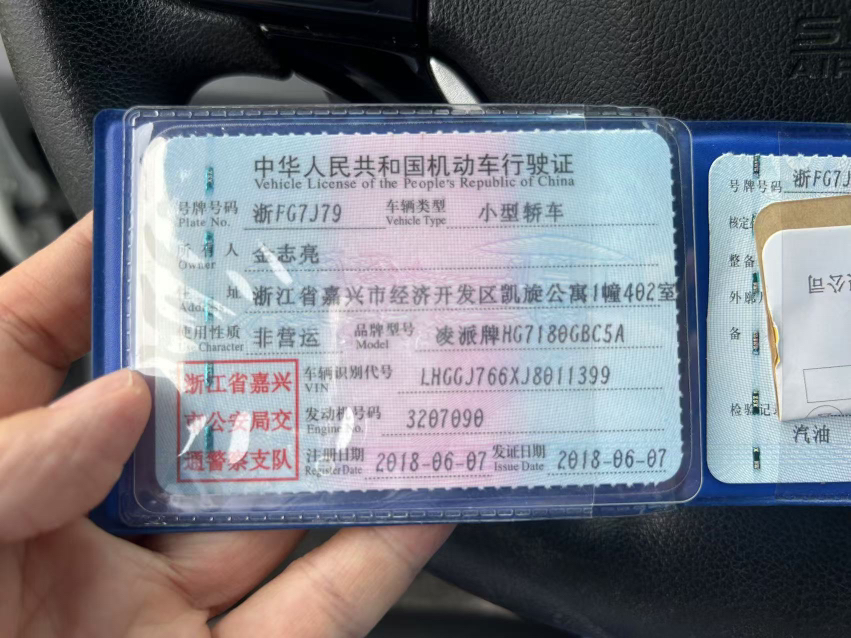 中华人民共和国机动车行驶证
Vehicle License of the People's Republic of China
号牌号码 浙FG7J79 车辆类型 小型轿车
Plate No. Vehicle Type
所有人 金志亮
Owner
住址 浙江省嘉兴市经济开发区凯旋公寓1幢402室
Address
使用性质 非营运 品牌型号 凌派牌HG7180GBC5A
Use Character Model
浙江省嘉兴
市公安局交
通警察支队
车辆识别代号 LHGGJ766XJ8011399
VIN
发动机号码 3207090
Engine No.
注册日期 2018-06-07 发证日期 2018-06-07
Register Date Issue Date
号牌号码 浙FG7J
核定
整备
外廓
备
检验记
汽油
公司
AIR